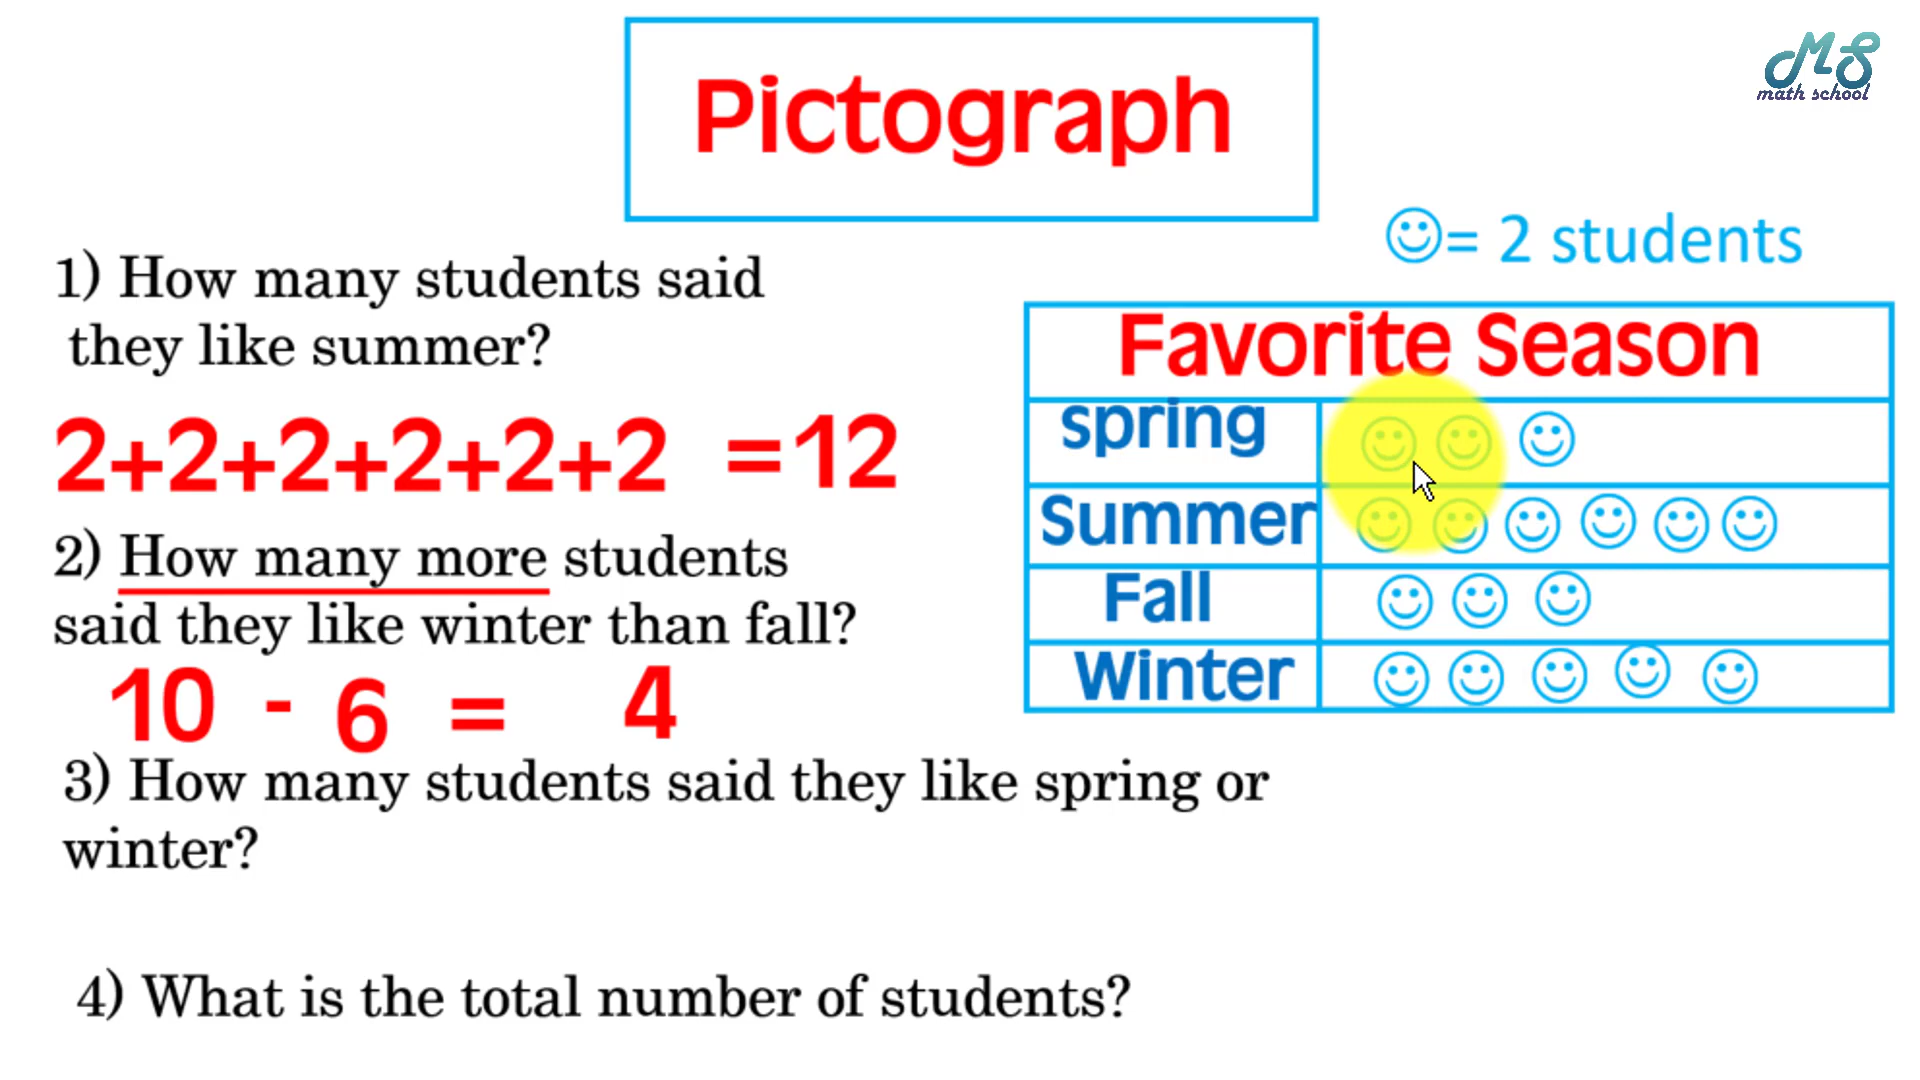 Pictograph
MS
math school
= 2 students
1) How many students said
they like summer?
2+2+2+2+2+2 =12
2) How many more students
said they like winter than fall?
10 - 6 = 4
3) How many students said they like spring or
winter?
4) What is the total number of students?
Favorite Season
spring
Summer
Fall
Winter